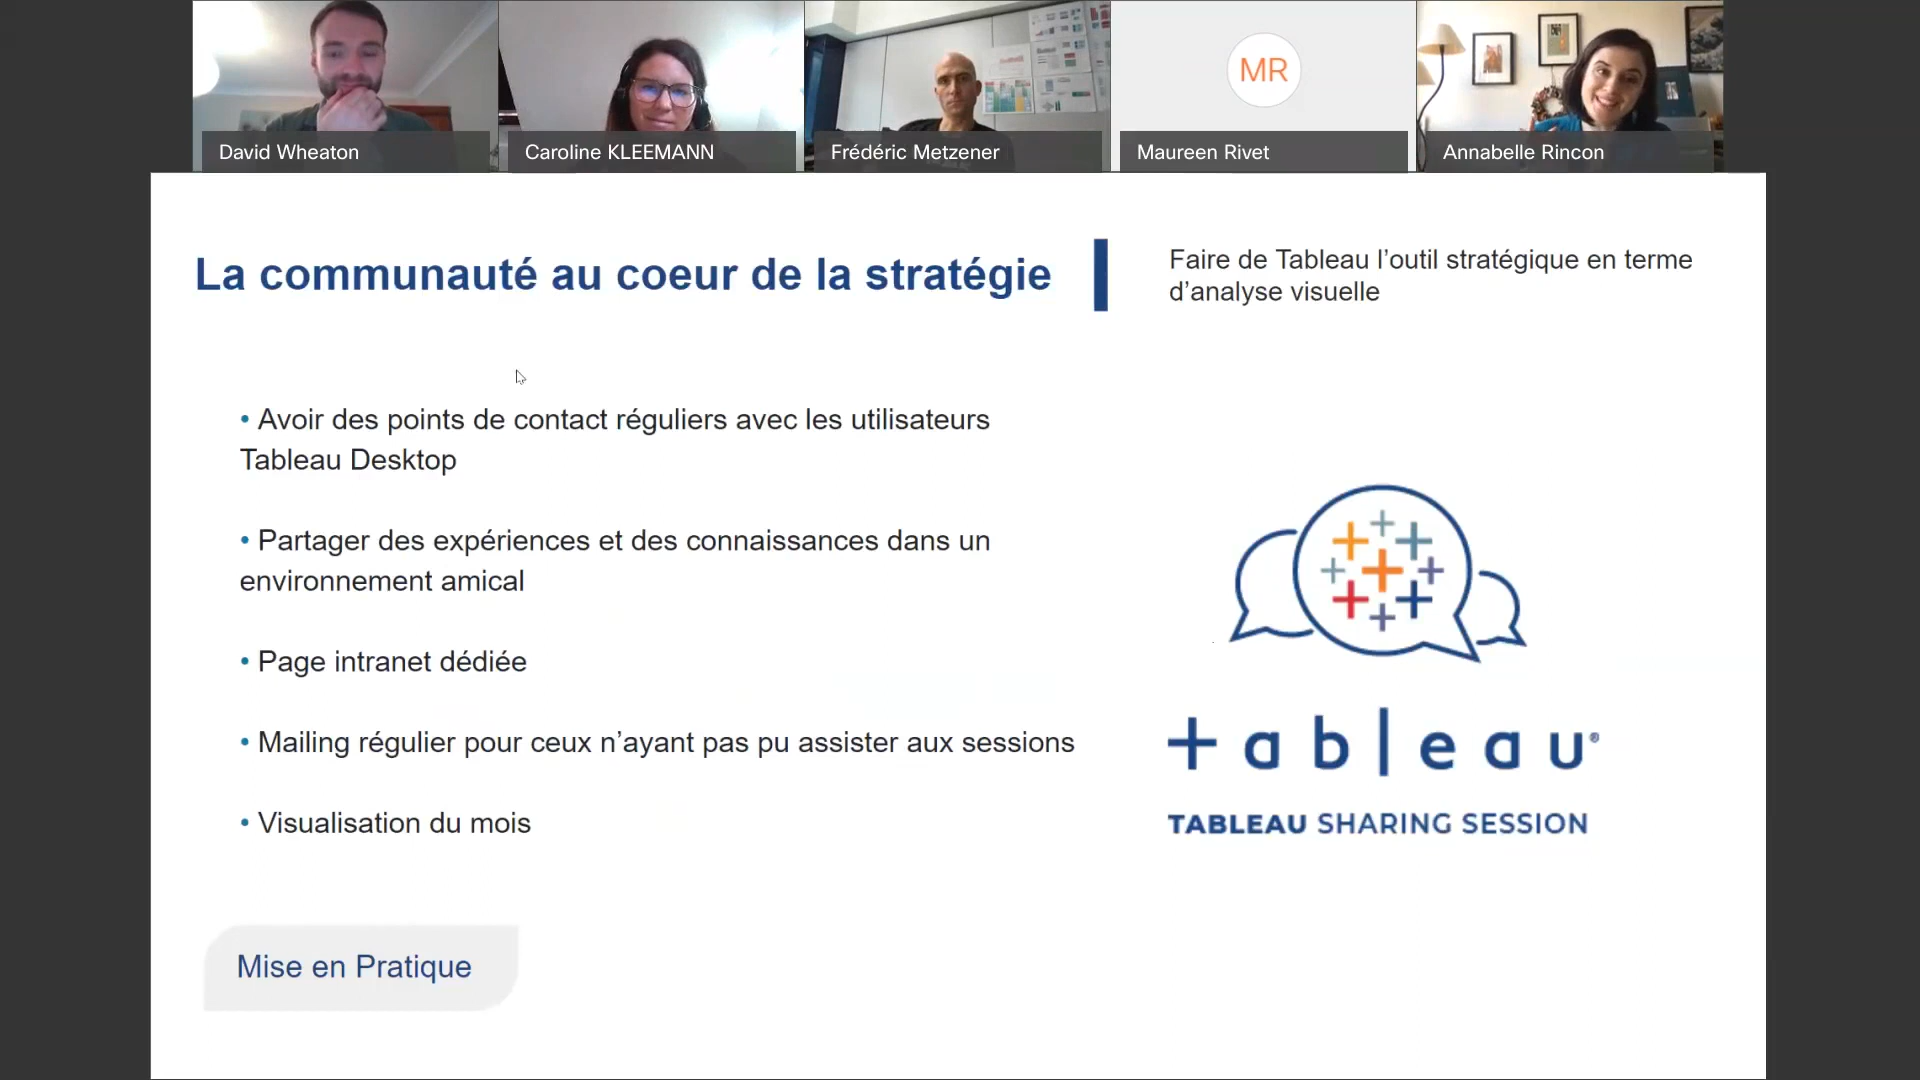 David Wheaton
Caroline KLEEMANN
Frédéric Metzener
MR
Maureen Rivet
Annabelle Rincon
La communauté au coeur de la stratégie
Faire de Tableau l’outil stratégique en terme
d’analyse visuelle
• Avoir des points de contact réguliers avec les utilisateurs
Tableau Desktop
• Partager des expériences et des connaissances dans un
environnement amical
• Page intranet dédiée
• Mailing régulier pour ceux n’ayant pas pu assister aux sessions
• Visualisation du mois
+ableau®
TABLEAU SHARING SESSION
Mise en Pratique